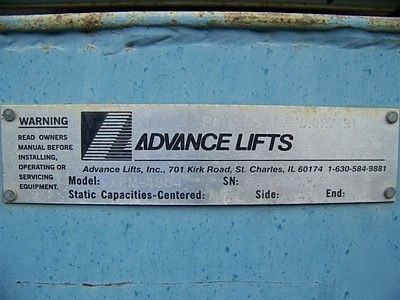 WARNING
READ OWNERS
MANUAL BEFORE
INSTALLING,
OPERATING OR
SERVICING
EQUIPMENT.
ADVANCE LIFTS
Advance Lifts, Inc., 701 Kirk Road, St. Charles, IL 60174 1-630-584-9881
Model: SN:
Static Capacities-Centered: Side: End: